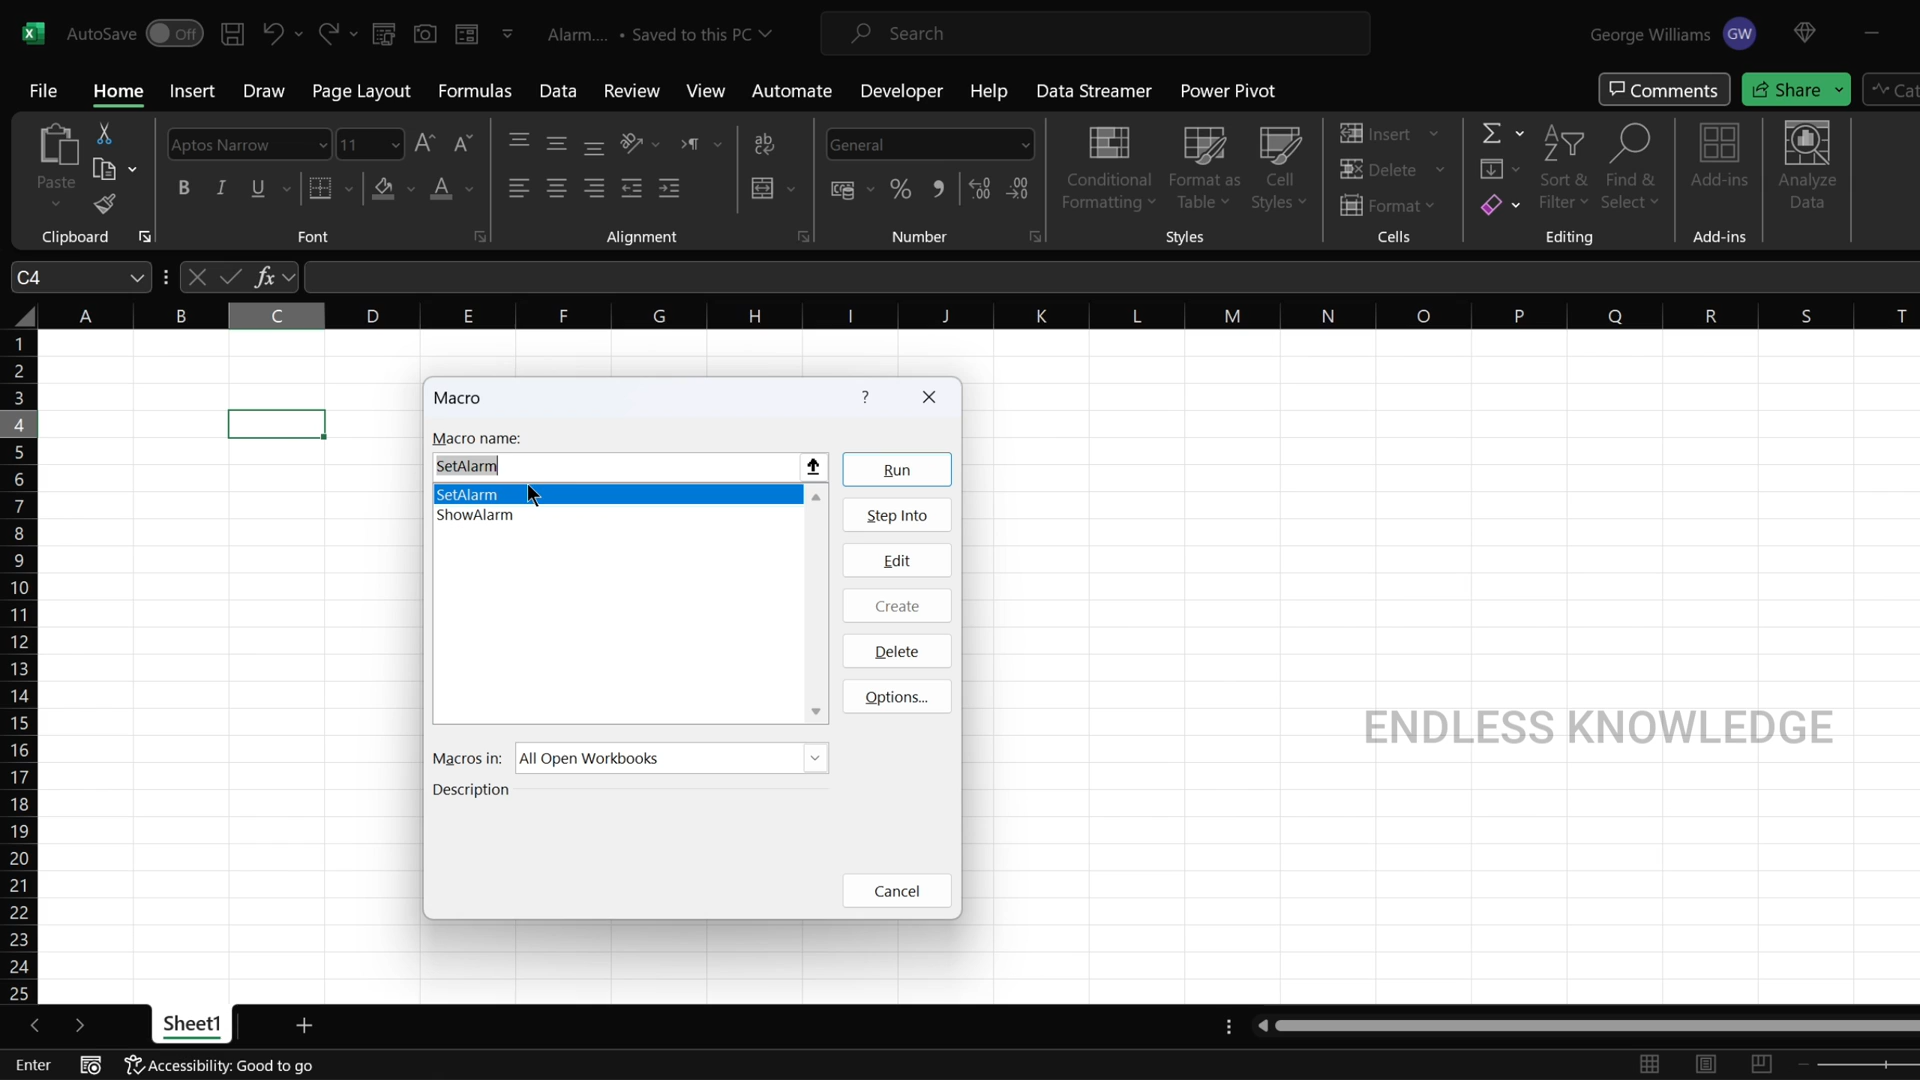 AutoSave Off Alarm.... • Saved to this PC Search George Williams GW
File Home Insert Draw Page Layout Formulas Data Review View Automate Developer Help Data Streamer Power Pivot Comments Share Cat
Paste
Clipboard
Aptos Narrow 11
B I U A
Font
ab
Alignment
General
% 9 .00
Number
Conditional Formatting
Format as Table
Cell Styles
Styles
Insert
Delete
Format
Cells
Sort & Filter
Find & Select
Editing
Add-ins
Add-ins
Analyze Data
C4 fx
A B C D E F G H I J K L M N O P Q R S T
1
2
3
4
5
6
7
8
9
10
11
12
13
14
15
16
17
18
19
20
21
22
23
24
25
Macro ?
Macro name:
SetAlarm
SetAlarm
ShowAlarm
Run
Step Into
Edit
Create
Delete
Options...
Macros in: All Open Workbooks
Description
Cancel
ENDLESS KNOWLEDGE
Sheet1
Enter Accessibility: Good to go